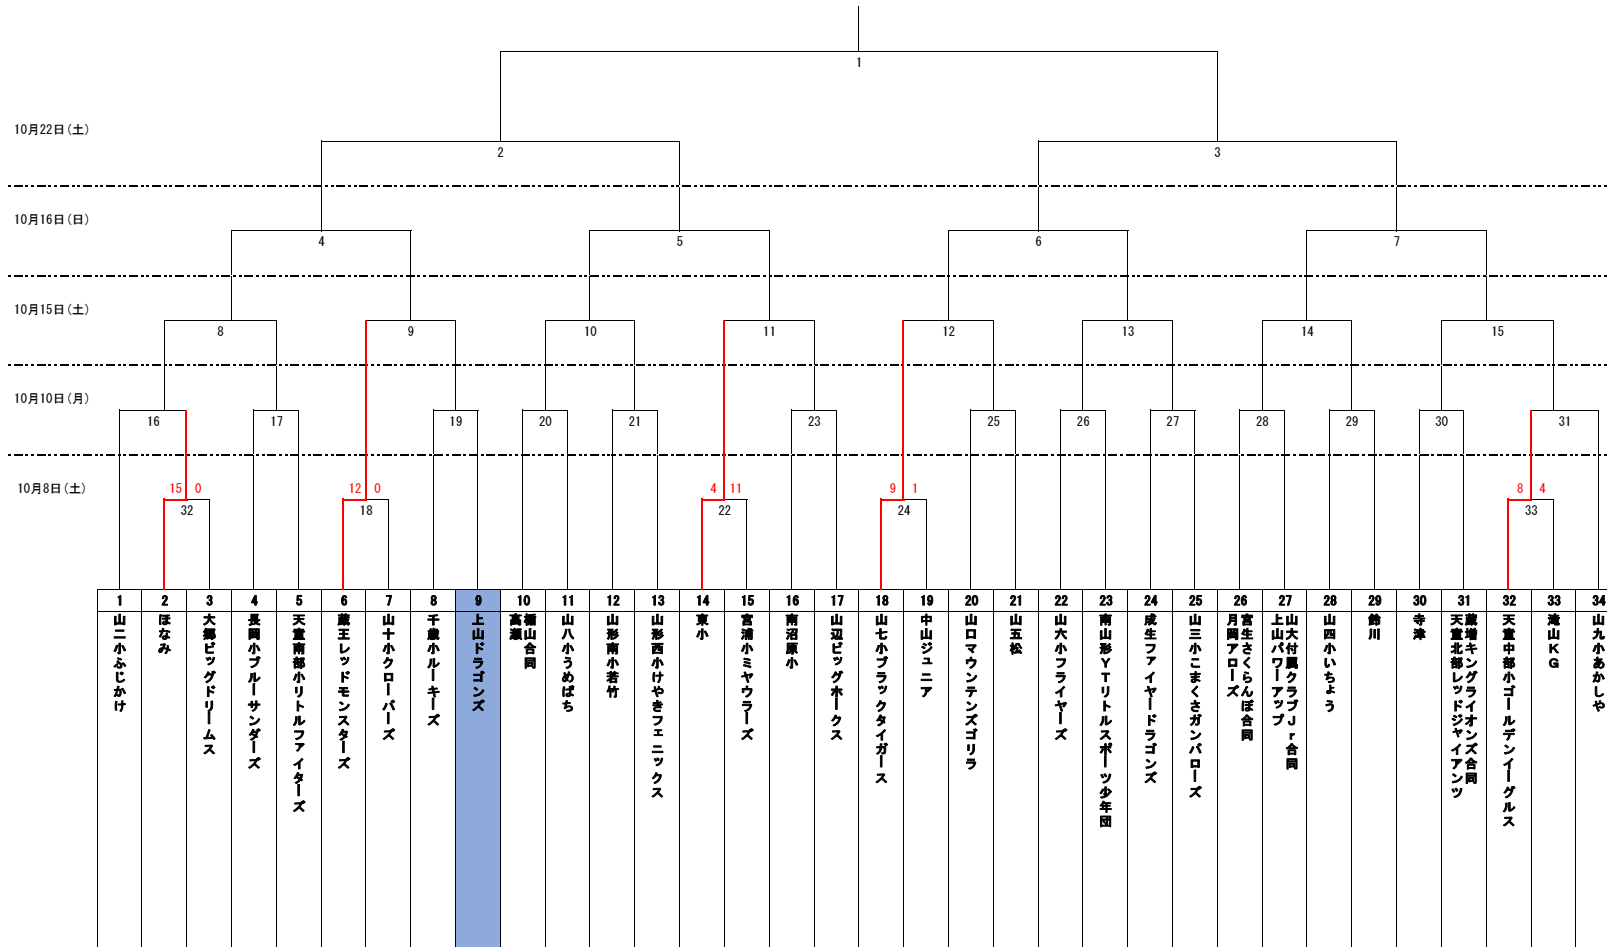 1
10月22日(土)
2
3
10月16日(日)
4
5
6
7
10月15日(土)
8
9
10
11
12
13
14
15
10月10日(月)
16
17
19
20
21
23
25
26
27
28
29
30
31
10月8日(土)
15 0
12 0
4 11
9 1
8 4
32
18
22
24
33
1
2
3
4
5
6
7
8
9
10
11
12
13
14
15
16
17
18
19
20
21
22
23
24
25
26
27
28
29
30
31
32
33
34
山二小ふじかけ
ほなみ
大郷ビッグドリームス
長岡小ブルーサンダーズ
天童南部小リトルファイターズ
蔵王レッドモンスターズ
山十小クローバーズ
千歳小ルーキーズ
上山ドラゴンズ
楯山合同
高瀬
山八小うめばち
山形南小若竹
山形西小けやきフェニックス
東小
宮浦小ミヤウラーズ
南沼原小
山辺ビッグホークス
山七小ブラックタイガース
中山ジュニア
山口マウンテンズゴリラ
山五松
山六小フライヤーズ
南山形YTリトルスポーツ少年団
成生ファイヤードラゴンズ
山三小こまくさガンバローズ
宮生さくらんぼ合同
月岡アローズ
山大付属クラブJr合同
上山パワーアップ
山四小いちょう
鈴川
寺津
蔵増キングライオンズ合同
天童北部レッドジャイアンツ
天童中部小ゴールデンイーグルス
滝山KG
山九小あかしや